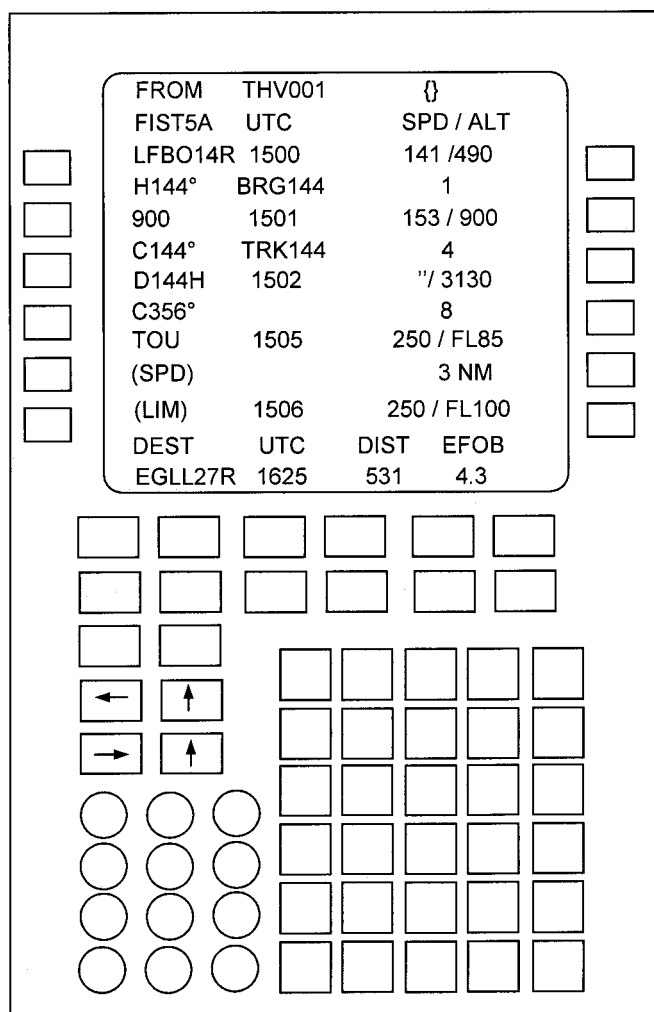 FROM THV001 {}
FIST5A UTC SPD / ALT
LFBO14R 1500 141 /490
H144° BRG144 1
900 1501 153 / 900
C144° TRK144 4
D144H 1502 "/ 3130
C356° 8
TOU 1505 250 / FL85
(SPD) 3 NM
(LIM) 1506 250 / FL100
DEST UTC DIST EFOB
EGLL27R 1625 531 4.3